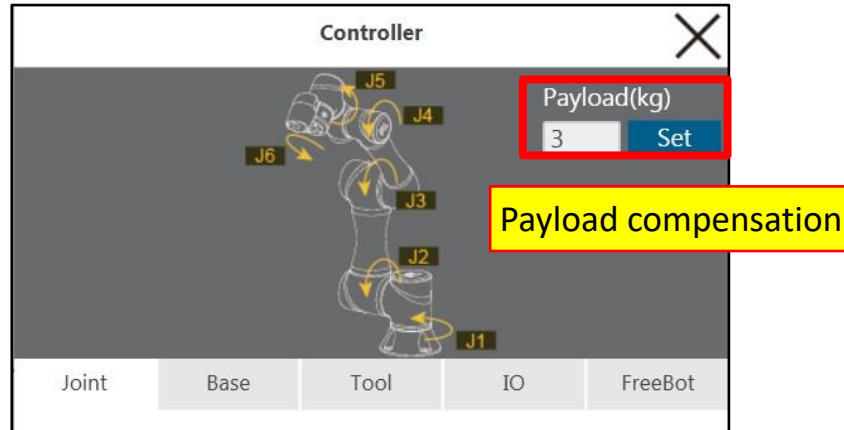 Controller
Payload(kg)
3 Set
J5
J4
J6
J3
Payload compensation
J2
J1
Joint Base Tool IO FreeBot